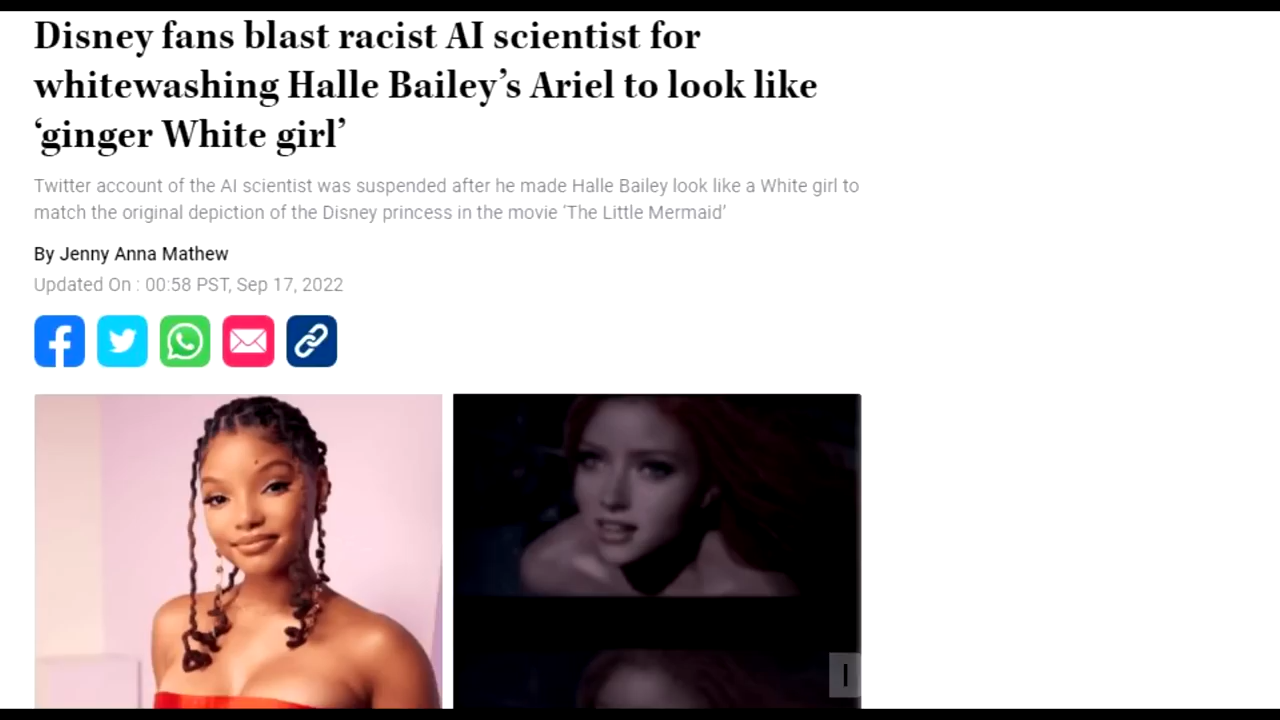 Disney fans blast racist AI scientist for
whitewashing Halle Bailey’s Ariel to look like
‘ginger White girl’
Twitter account of the AI scientist was suspended after he made Halle Bailey look like a White girl to
match the original depiction of the Disney princess in the movie ‘The Little Mermaid’
By Jenny Anna Mathew
Updated On : 00:58 PST, Sep 17, 2022